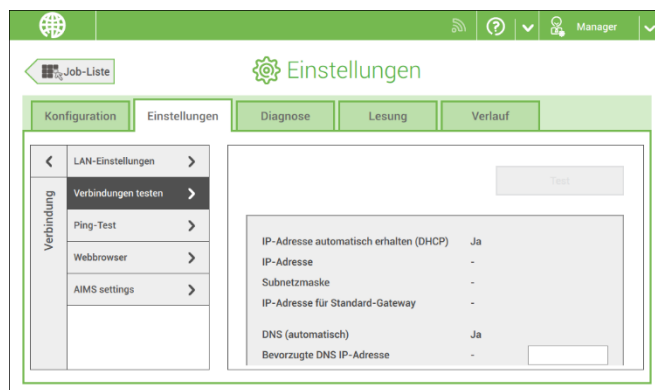 Manager
Job-Liste
Einstellungen
Konfiguration
Einstellungen
Diagnose
Lesung
Verlauf
Verbindung
LAN-Einstellungen
Verbindungen testen
Ping-Test
Webbrowser
AIMS settings
Test
IP-Adresse automatisch erhalten (DHCP) Ja
IP-Adresse -
Subnetzmaske -
IP-Adresse für Standard-Gateway -
DNS (automatisch) Ja
Bevorzugte DNS IP-Adresse -